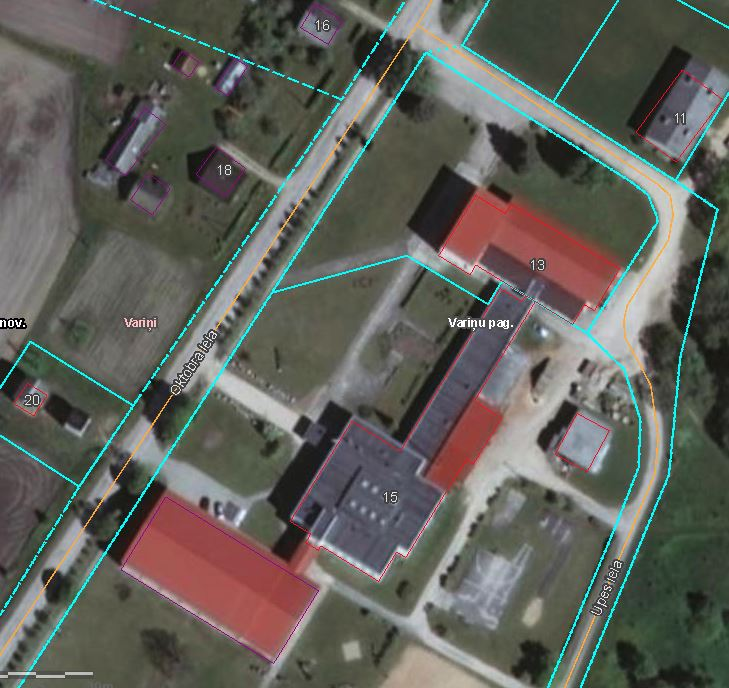 16
11
18
13
nov.
Variņi
Variņu pag.
Oktobra iela
20
15
Upes iela